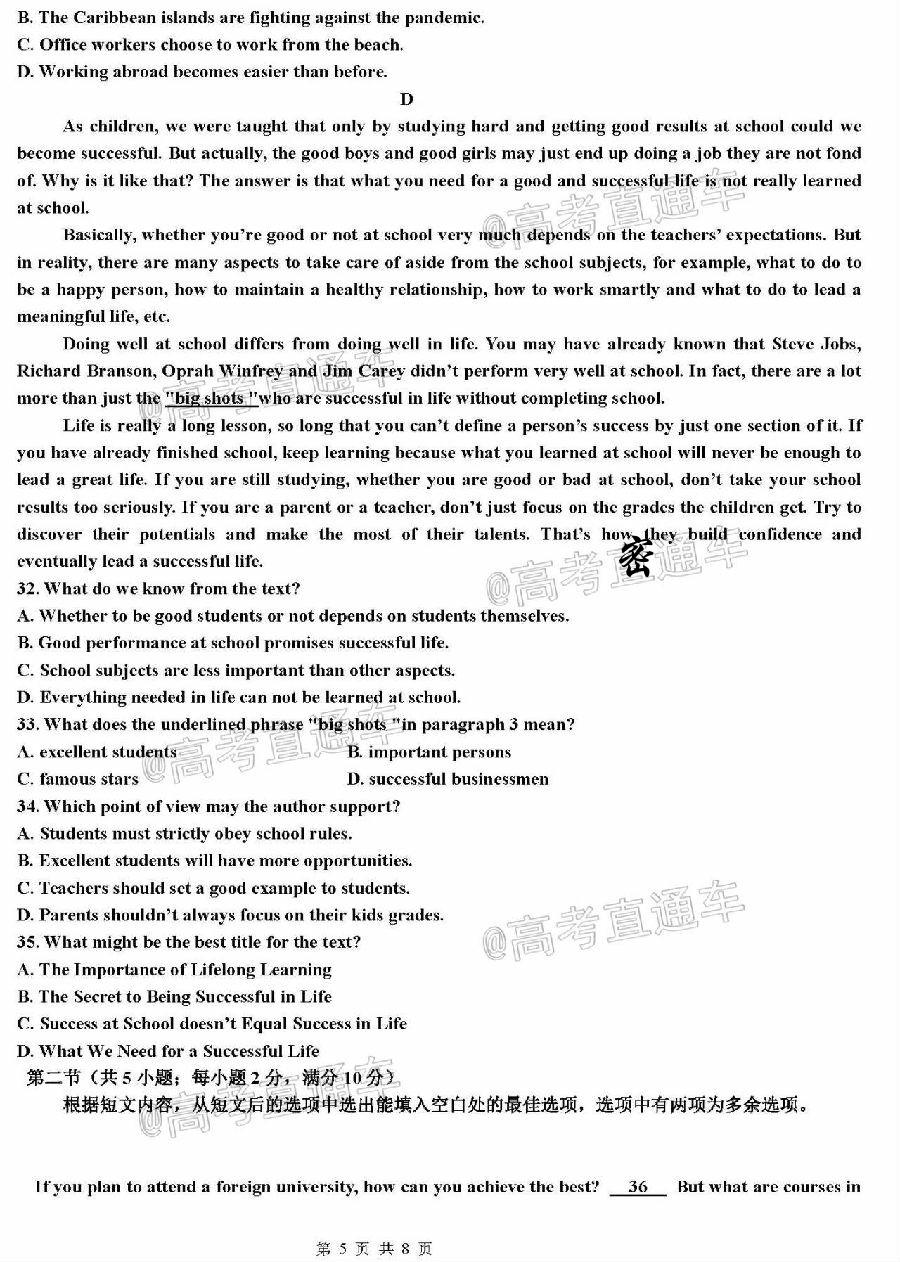 B. The Caribbean islands are fighting against the pandemic.
C. Office workers choose to work from the beach.
D. Working abroad becomes easier than before.
D
As children, we were taught that only by studying hard and getting good results at school could we
become successful. But actually, the good boys and good girls may just end up doing a job they are not fond
of. Why is it like that? The answer is that what you need for a good and successful life is not really learned
at school.
@高考直通车
Basically, whether you're good or not at school very much depends on the teachers' expectations. But
in reality, there are many aspects to take care of aside from the school subjects, for example, what to do to
be a happy person, how to maintain a healthy relationship, how to work smartly and what to do to lead a
meaningful life, etc.
Doing well at school differs from doing well in life. You may have already known that Steve Jobs,
Richard Branson, Oprah Winfrey and Jim Carey didn't perform very well at school. In fact, there are a lot
@高考直通车
more than just the "big shots "who are successful in life without completing school.
Life is really a long lesson, so long that you can't define a person's success by just one section of it. If
you have already finished school, keep learning because what you learned at school will never be enough to
lead a great life. If you are still studying, whether you are good or bad at school, don't take your school
results too seriously. If you are a parent or a teacher, don't just focus on the grades the children get. Try to
discover their potentials and make the most of their talents. That's how they build confidence and
密
eventually lead a successful life.
@高考直通车
32. What do we know from the text?
A. Whether to be good students or not depends on students themselves.
B. Good performance at school promises successful life.
C. School subjects are less important than other aspects.
D. Everything needed in life can not be learned at school.
33. What does the underlined phrase "big shots "in paragraph 3 mean?
A. excellent students B. important persons
@高考直通车
C. famous stars D. successful businessmen
34. Which point of view may the author support?
A. Students must strictly obey school rules.
B. Excellent students will have more opportunities.
C. Teachers should set a good example to students.
D. Parents shouldn't always focus on their kids grades.
@高考直通车
35. What might be the best title for the text?
A. The Importance of Lifelong Learning
B. The Secret to Being Successful in Life
C. Success at School doesn't Equal Success in Life
D. What We Need for a Successful Life
第二节（共 5 小题；每小题 2 分，满分 10 分）
@高考直通车
根据短文内容，从短文后的选项中选出能填入空白处的最佳选项，选项中有两项为多余选项。
If you plan to attend a foreign university, how can you achieve the best? 36 But what are courses in
第 5 页 共 8 页